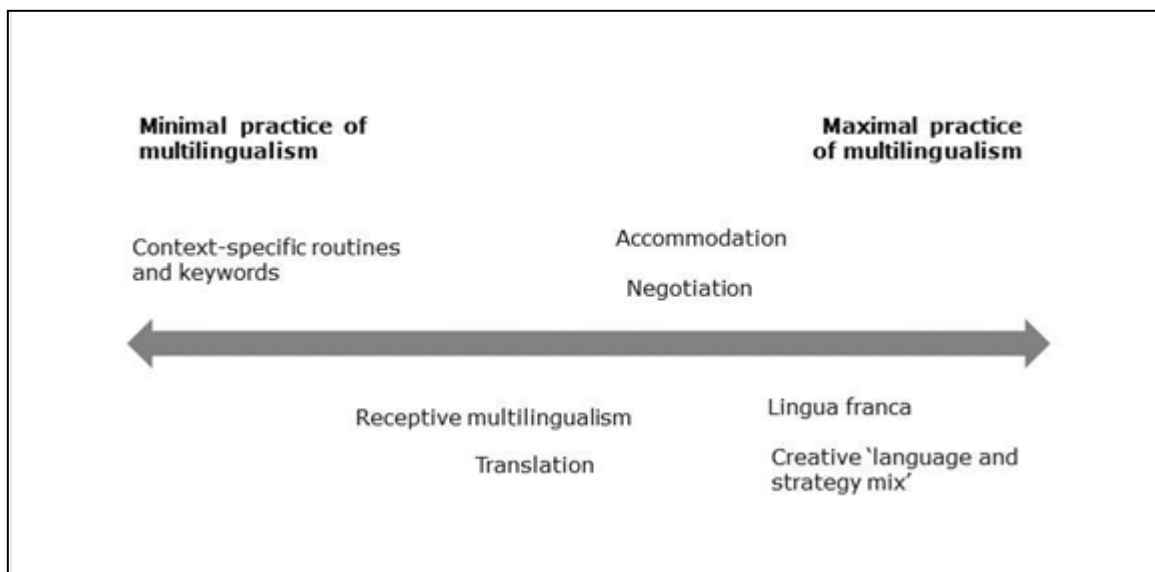 Minimal practice of
multilingualism
Maximal practice
of multilingualism
Context-specific routines
and keywords
Accommodation
Negotiation
Receptive multilingualism
Translation
Lingua franca
Creative ‘language and
strategy mix’